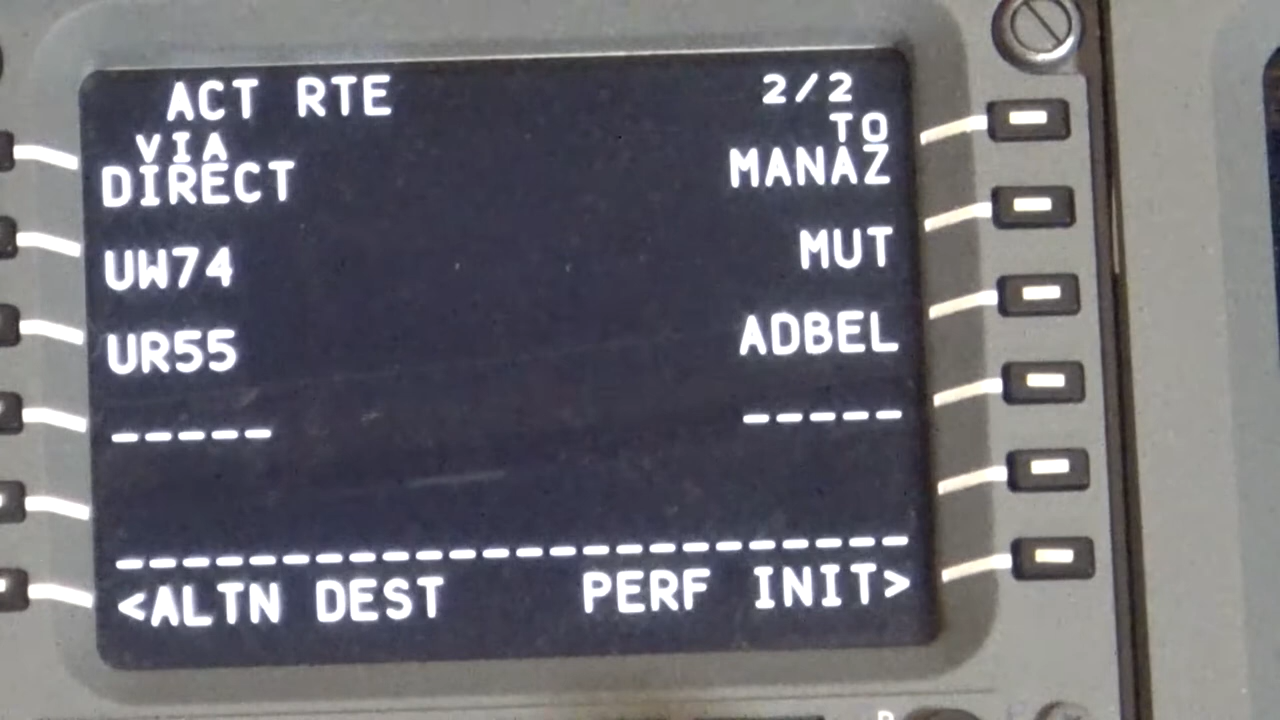 ACT RTE 2/2
VIA TO
DIRECT MANAZ
UW74 MUT
UR55 ADBEL
----- -----
------------------------
<ALTN DEST PERF INIT>